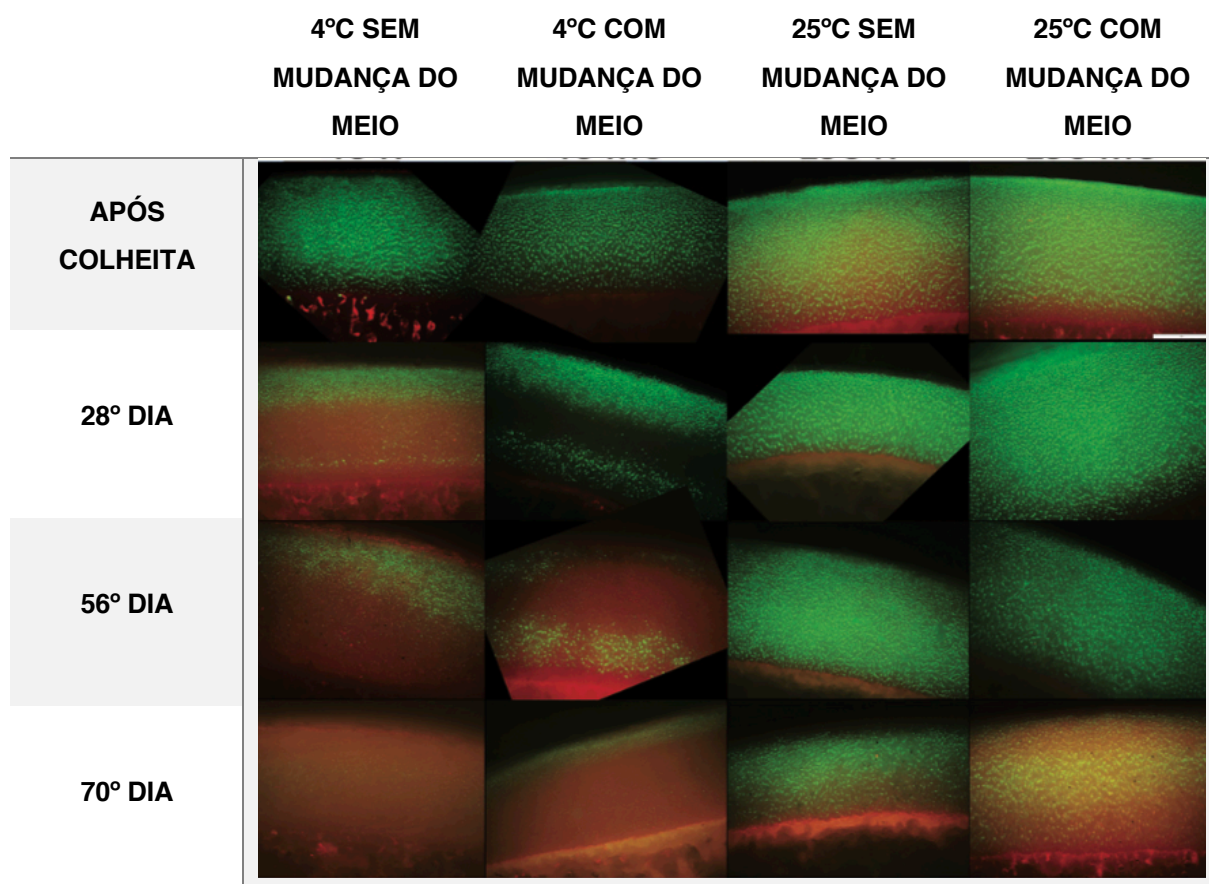 4ºC SEM MUDANÇA DO MEIO
4ºC COM MUDANÇA DO MEIO
25ºC SEM MUDANÇA DO MEIO
25ºC COM MUDANÇA DO MEIO
APÓS
COLHEITA
28º DIA
56º DIA
70º DIA